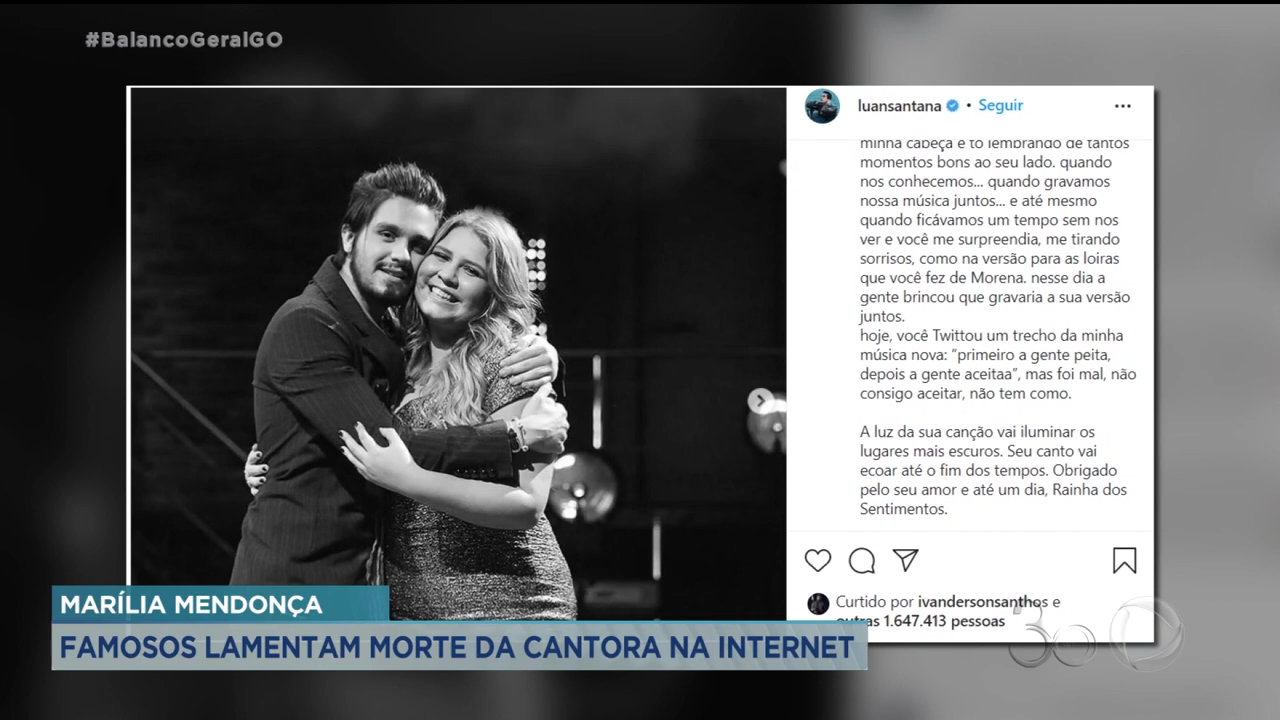 #BalancoGeralGO
luansantana • Seguir
minha cabeça e tô lembrando de tantos
momentos bons ao seu lado. quando
nos conhecemos... quando gravamos
nossa música juntos... e até mesmo
quando ficávamos um tempo sem nos
ver e você me surpreendia, me tirando
sorrisos, como na versão para as loiras
que você fez de Morena. nesse dia a
gente brincou que gravaria a sua versão
juntos.
hoje, você Twittou um trecho da minha
música nova: “primeiro a gente peita,
depois a gente aceitaa”, mas foi mal, não
consigo aceitar, não tem como.
A luz da sua canção vai iluminar os
lugares mais escuros. Seu canto vai
ecoar até o fim dos tempos. Obrigado
pelo seu amor e até um dia, Rainha dos
Sentimentos.
Curtido por ivandersonsanthos e
outras 1.647.413 pessoas
MARÍLIA MENDONÇA
FAMOSOS LAMENTAM MORTE DA CANTORA NA INTERNET